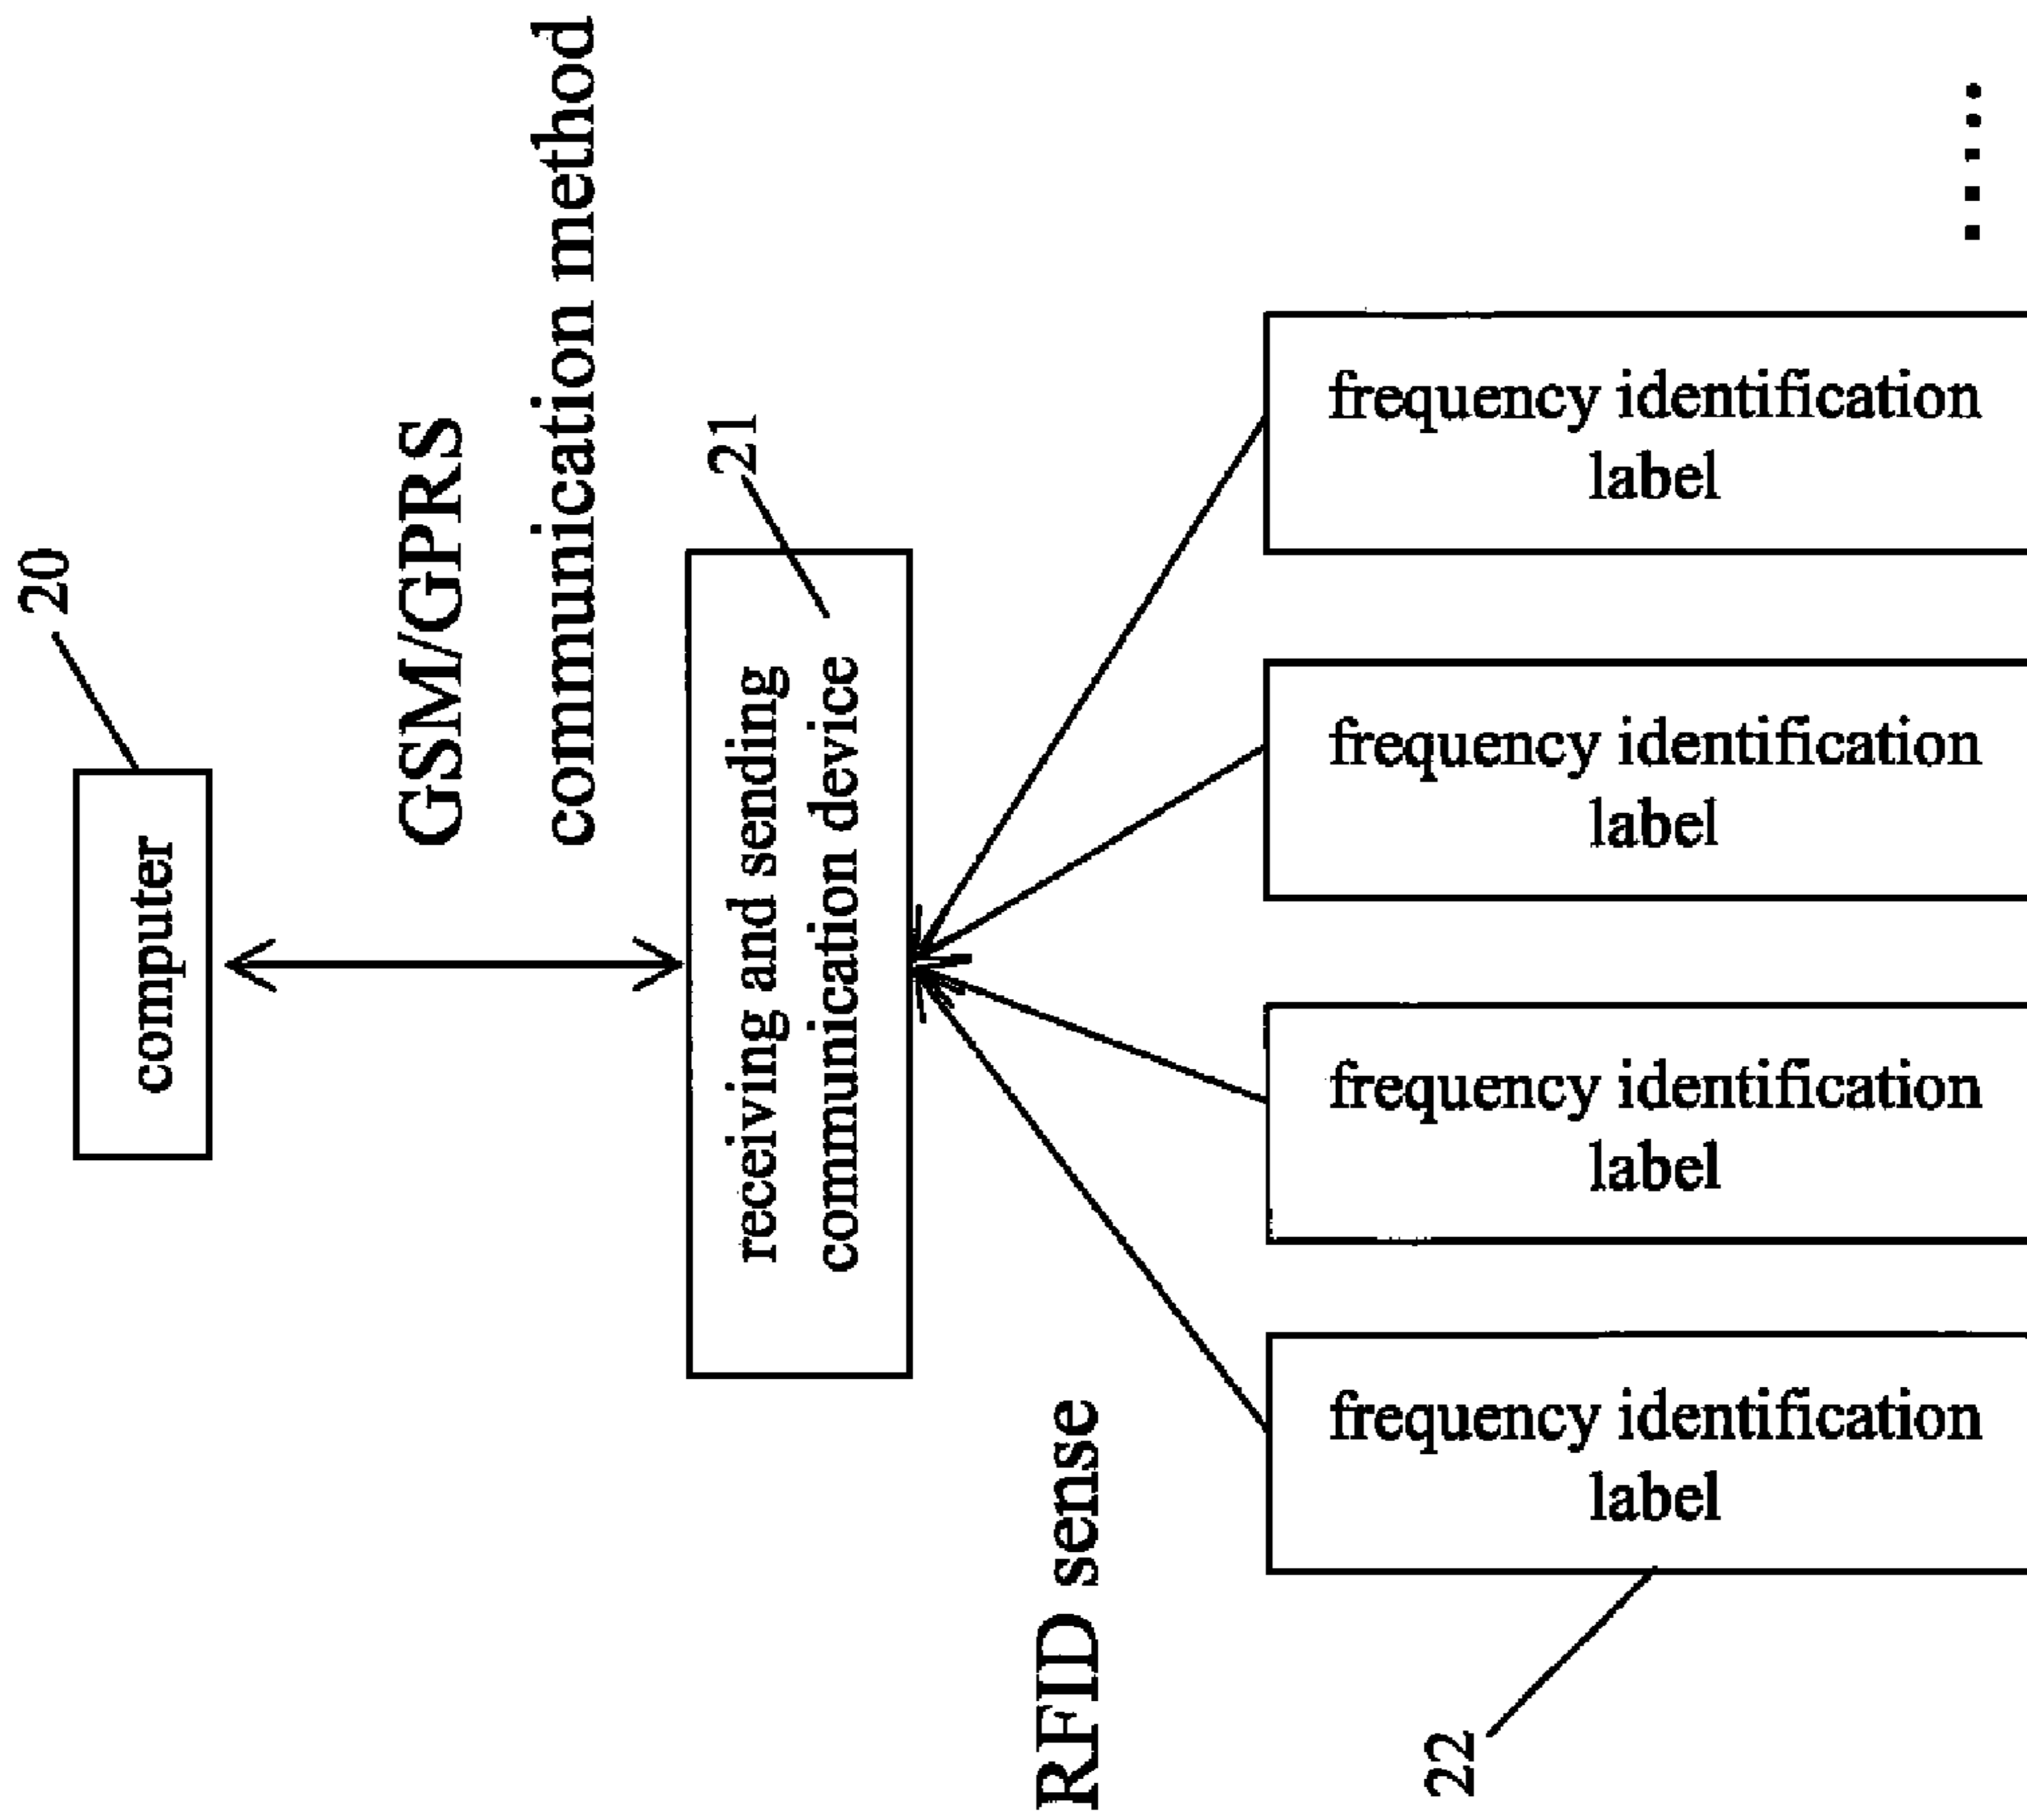 20
computer
GSM/GPRS
communication method
21
receiving and sending
communication device
RFID sense
22
frequency identification
label
frequency identification
label
frequency identification
label
frequency identification
label